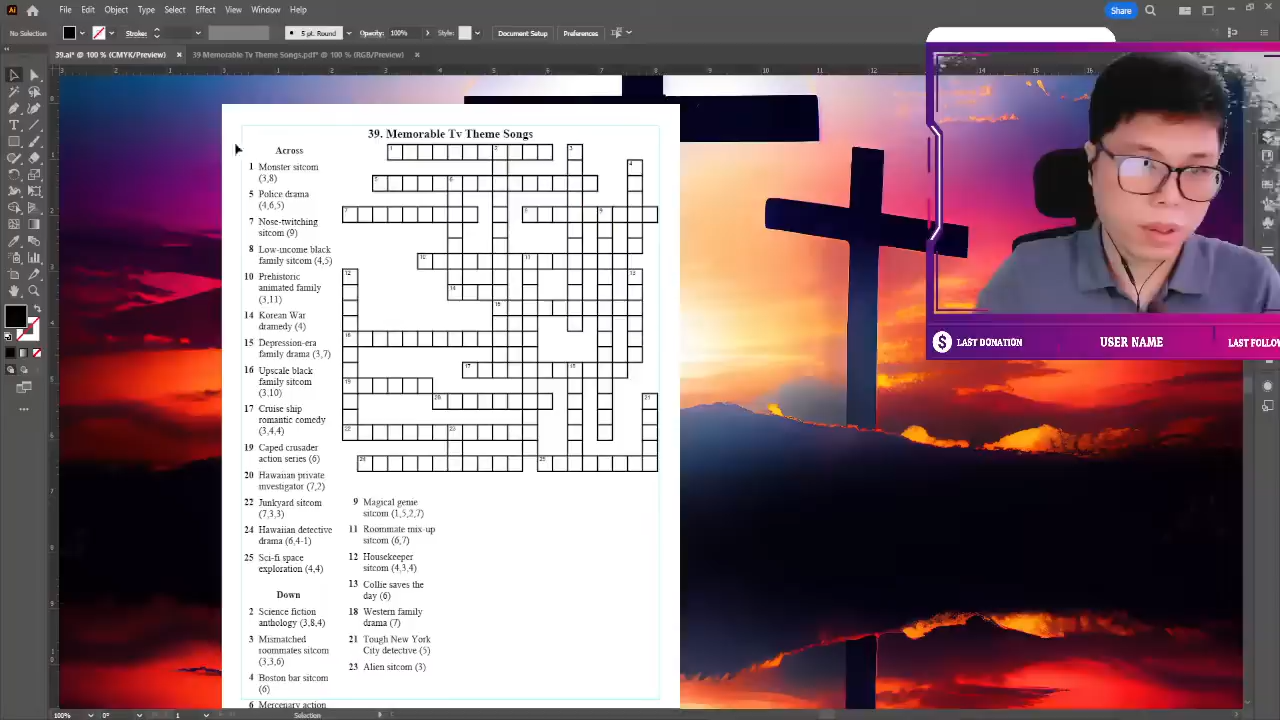 File Edit Object Type Select Effect View Window Help
Share
No Selection
Stroke:
5 pt. Round
Opacity: 100%
Style:
Document Setup
Preferences
39.ai* @ 100 % (CMYK/Preview)
39 Memorable Tv Theme Songs.pdf* @ 100 % (RGB/Preview)
39. Memorable Tv Theme Songs
Across
1 Monster sitcom
(3,8)
5 Police drama
(4,6,5)
7 Nose-twitching
sitcom (9)
8 Low-income black
family sitcom (4,5)
10 Prehistoric
animated family
(3,11)
14 Korean War
dramedy (4)
15 Depression-era
family drama (3,7)
16 Upscale black
family sitcom
(3,10)
17 Cruise ship
romantic comedy
(3,4,4)
19 Caped crusader
action series (6)
20 Hawaiian private
investigator (7,2)
22 Junkyard sitcom
(7,3,3)
24 Hawaiian detective
drama (6,4-1)
25 Sci-fi space
exploration (4,4)
Down
2 Science fiction
anthology (3,8,4)
3 Mismatched
roommates sitcom
(3,3,6)
4 Boston bar sitcom
(6)
6 Mercenary action
9 Magical genie
sitcom (1,5,2,7)
11 Roommate mix-up
sitcom (6,7)
12 Housekeeper
sitcom (4,3,4)
13 Collie saves the
day (6)
18 Western family
drama (7)
21 Tough New York
City detective (5)
23 Alien sitcom (3)
LAST DONATION
USER NAME
LAST FOLLO
100%
0°
1
Selection